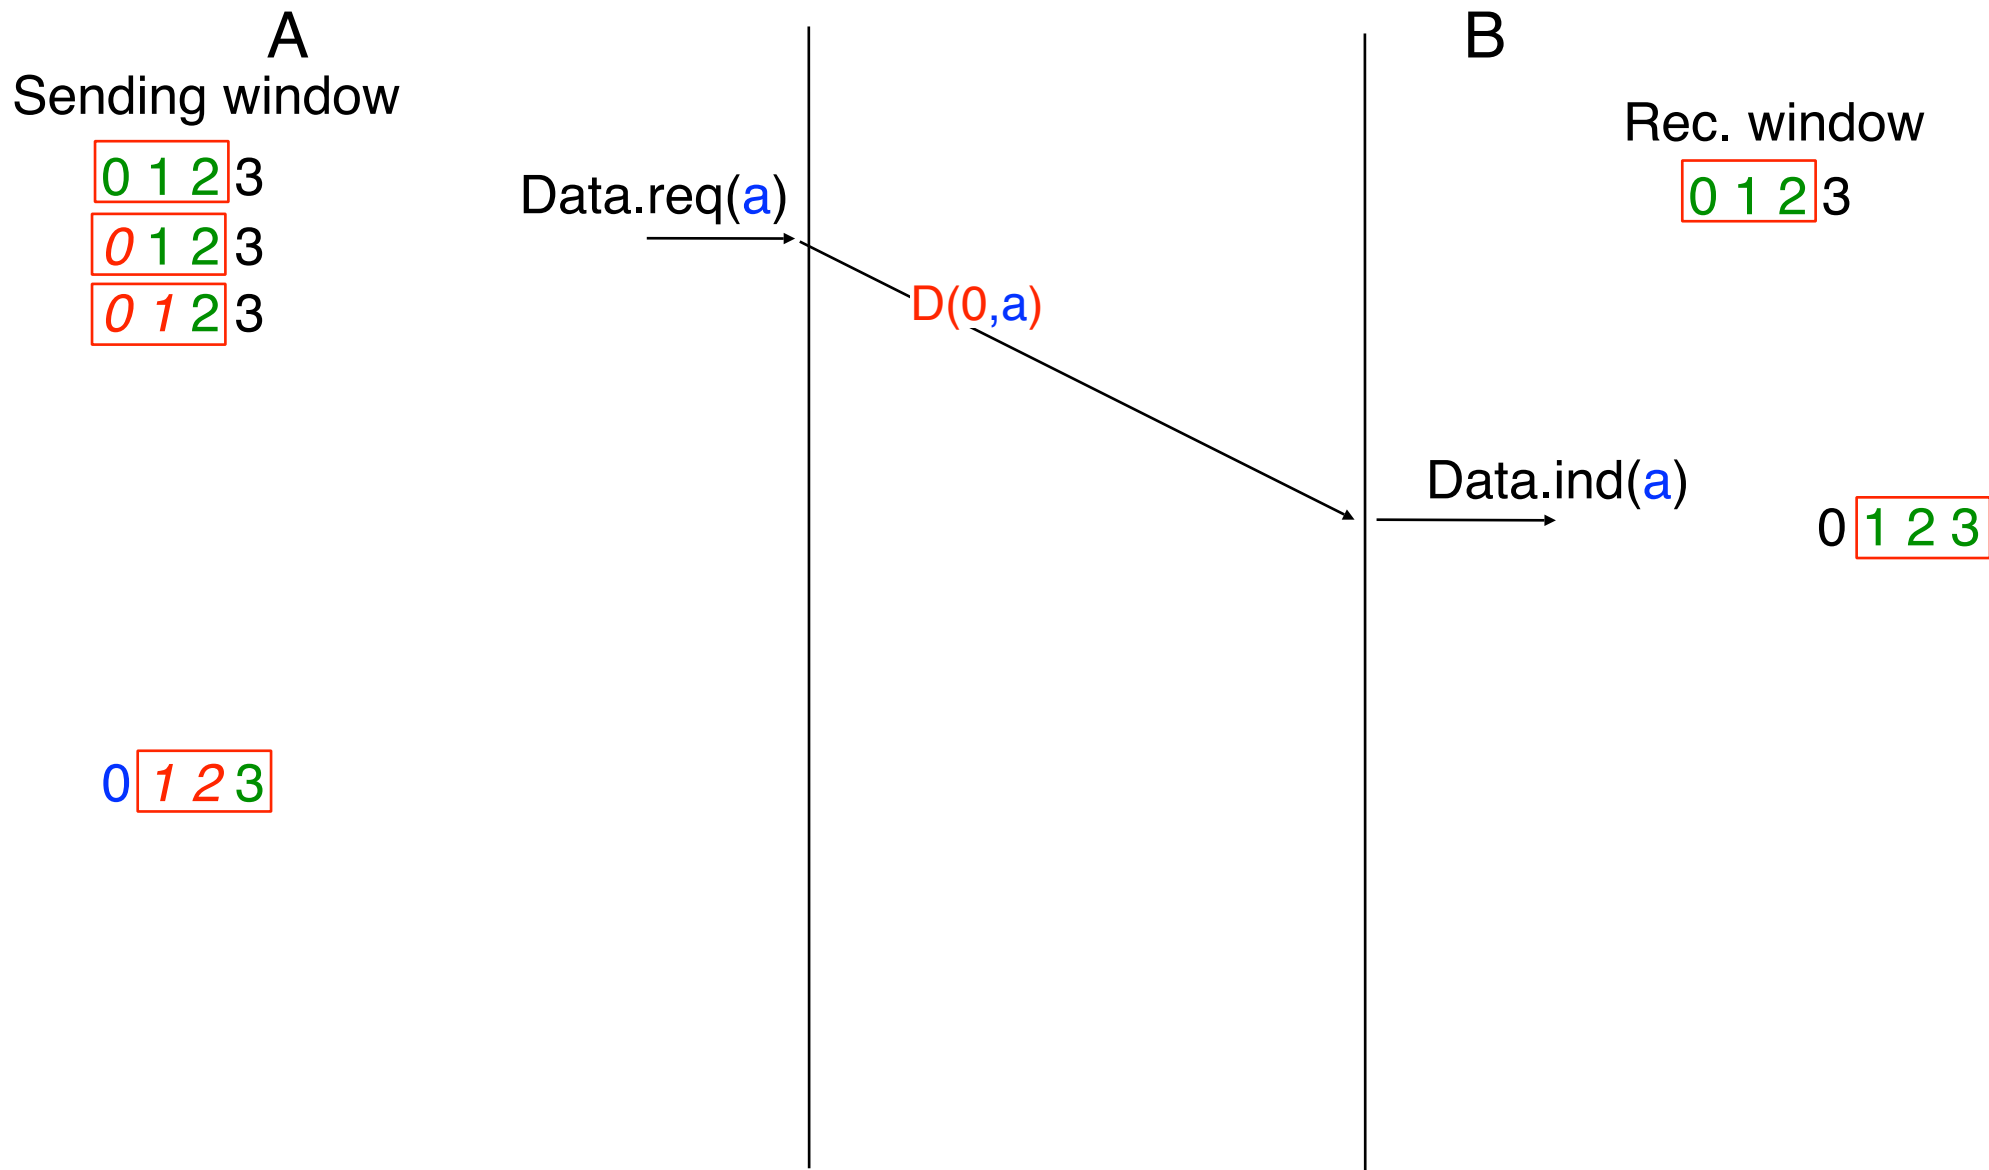 A
B
Sending window
Rec. window
0 1 2 3
Data.req(a)
0 1 2 3
0 1 2 3
D(0,a)
0 1 2 3
Data.ind(a)
0 1 2 3
0 1 2 3